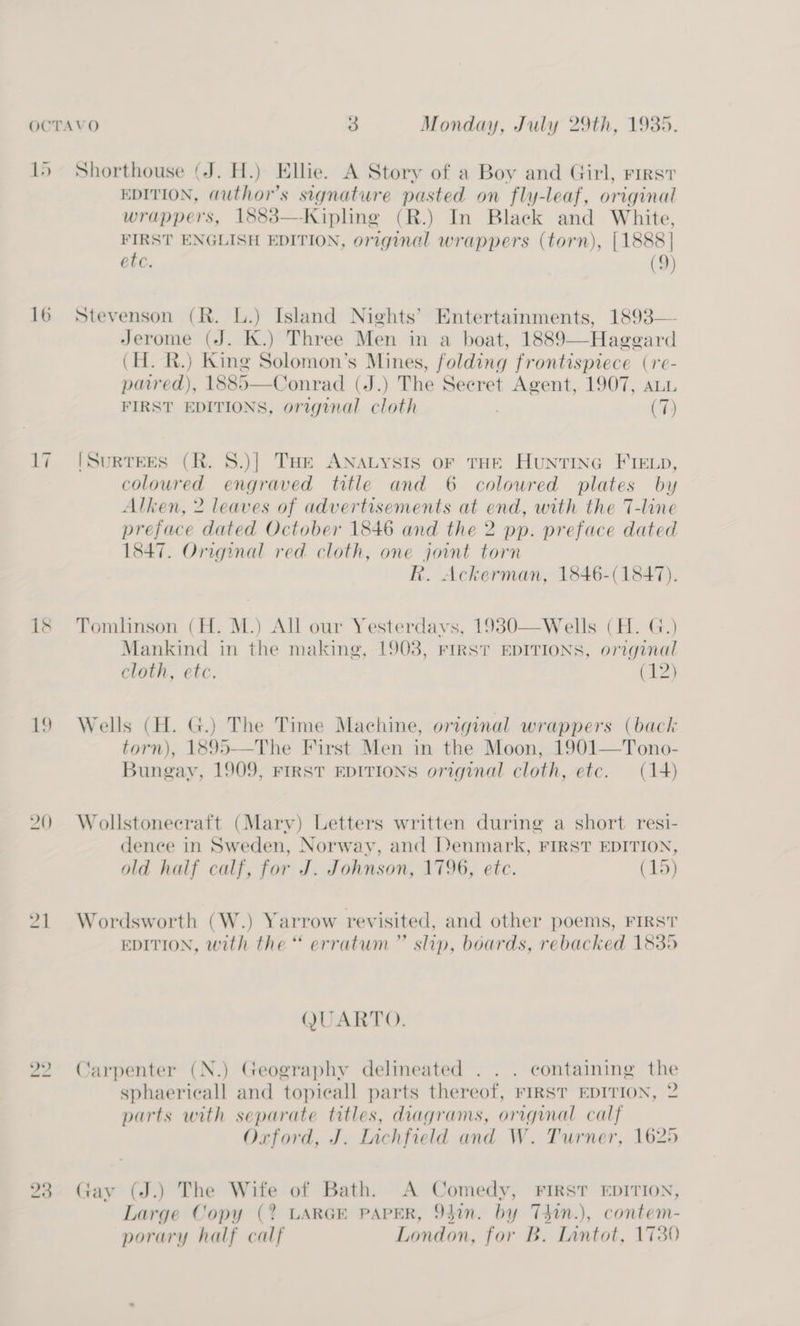 OCTAVO 3 Monday, July 29th, 1935.
15 Shorthouse (J. H.) Ellie. A Story of a Boy and Girl, FIRST
EDITION, author's signature pasted on fly-leaf, original
wrappers, 1883—Kipling (R.) In Black and White,
FIRST ENGLISH EDITION, original wrappers (torn), [1888]
etc. (9)
16 Stevenson (R. L.) Island Nights' Entertainments, 1893—
Jerome (J. K.) Three Men in a boat, 1889—Haggard
(H. R.) King Solomon's Mines, folding frontispiece (re-
paired), 1885—Conrad (J.) The Secret Agent, 1907, ALL
FIRST EDITIONS, original cloth (7)
17 [SURTEES (R. S.)] THE ANALYSIS OF THE HUNTING FIELD,
coloured engraved title and 6 coloured plates by
Alken, 2 leaves of advertisements at end, with the 7-line
preface dated October 1846 and the 2 pp. preface dated
1847. Original red cloth, one joint torn
R. Ackerman, 1846-(1847).
18 Tomlinson (H. M.) All our Yesterdays, 1930—Wells (H. G.)
Mankind in the making, 1903, FIRST EDITIONS, original
cloth, etc. (12)
19 Wells (H. G.) The Time Machine, original wrappers (back
torn), 1895—The First Men in the Moon, 1901—Tono-
Bungay, 1909, FIRST EDITIONS original cloth, etc. (14)
20 Wollstonecraft (Mary) Letters written during a short resi-
dence in Sweden, Norway, and Denmark, FIRST EDITION,
old half calf, for J. Johnson, 1796, etc. (15)
21 Wordsworth (W.) Yarrow revisited, and other poems, FIRST
EDITION, with the “ erratum ” slip, boards, rebacked 1835
QUARTO.
22 Carpenter (N.) Geography delineated . . . containing the
sphaericall and topicall parts thereof, FIRST EDITION, 2
parts with separate titles, diagrams, original calf
Oxford, J. Lichfield and W. Turner, 1625
23 Gay (J.) The Wife of Bath. A Comedy, FIRST EDITION,
Large Copy (? LARGE PAPER, 9½in. by 7½in.), contem-
porary half calf London, for B. Lintot, 1730